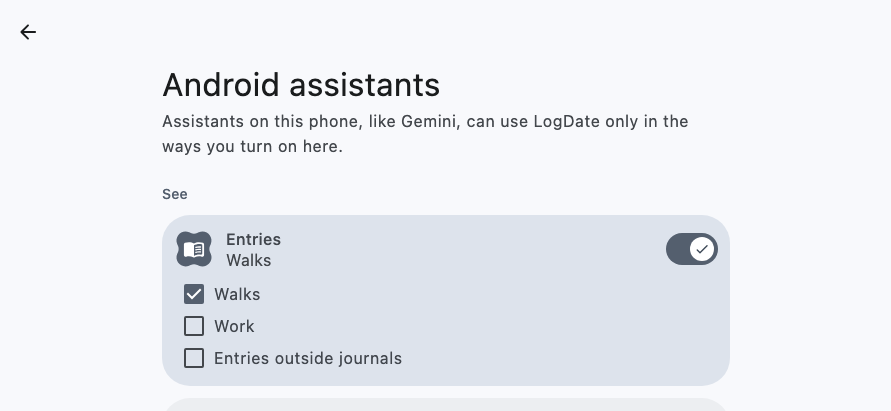 Android assistants
Assistants on this phone, like Gemini, can use LogDate only in the
ways you turn on here.
See
Entries
Walks
Walks
Work
Entries outside journals